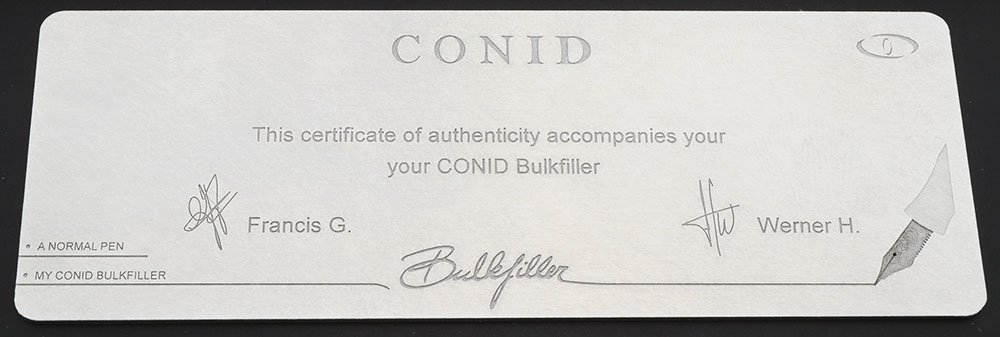 CONID
This certificate of authenticity accompanies your
your CONID Bulkfiller
Francis G.
Werner H.
• A NORMAL PEN
• MY CONID BULKFILLER
Bulkfiller